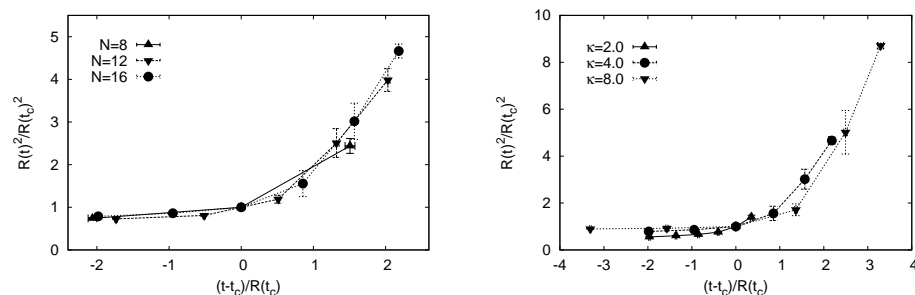 R(t)²/R(t_c)²
5
4
3
2
1
0
N=8
N=12
N=16
-2 -1 0 1 2
(t-t_c)/R(t_c)
R(t)²/R(t_c)²
10
8
6
4
2
0
κ=2.0
κ=4.0
κ=8.0
-4 -3 -2 -1 0 1 2 3 4
(t-t_c)/R(t_c)